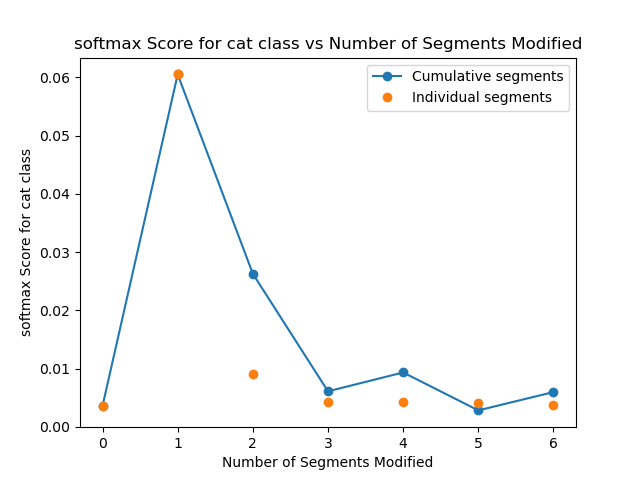 softmax Score for cat class vs Number of Segments Modified
Cumulative segments
Individual segments
0.06
0.05
0.04
0.03
0.02
0.01
0.00
softmax Score for cat class
0 1 2 3 4 5 6
Number of Segments Modified